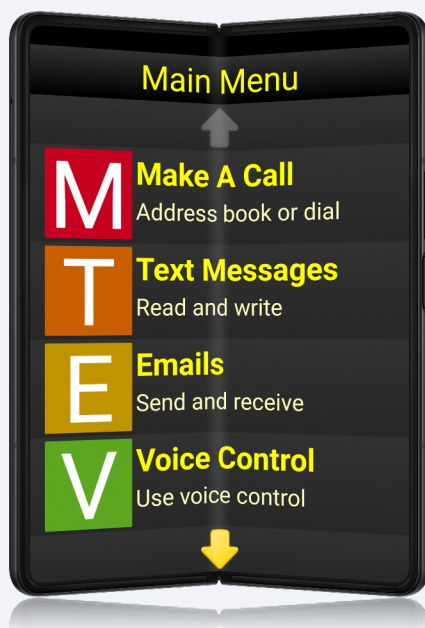 Main Menu
M
Make A Call
Address book or dial
T
Text Messages
Read and write
E
Emails
Send and receive
V
Voice Control
Use voice control